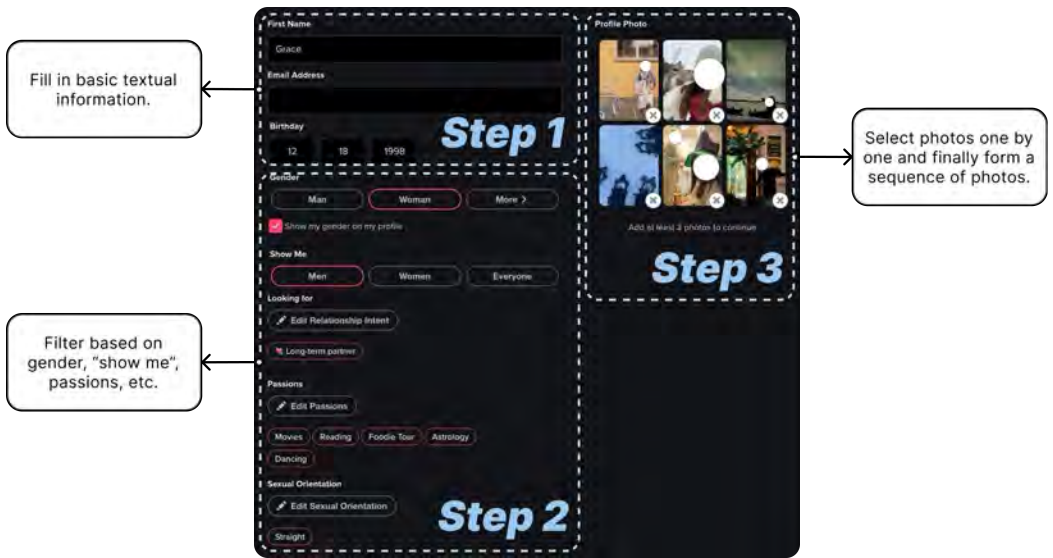 Fill in basic textual
information.
Filter based on
gender, "show me",
passions, etc.
First Name
Grace
Email Address
Birthday
12 18 1998
Step 1
Gender
Man Woman More >
Show my gender on my profile
Show Me
Men Women Everyone
Looking for
Edit Relationship Intent
Long-term partner
Passions
Edit Passions
Movies Reading Foodie Tour Astrology
Dancing
Sexual Orientation
Edit Sexual Orientation
Straight
Step 2
Profile Photo
Add at least 2 photos to continue
Step 3
Select photos one by
one and finally form a
sequence of photos.